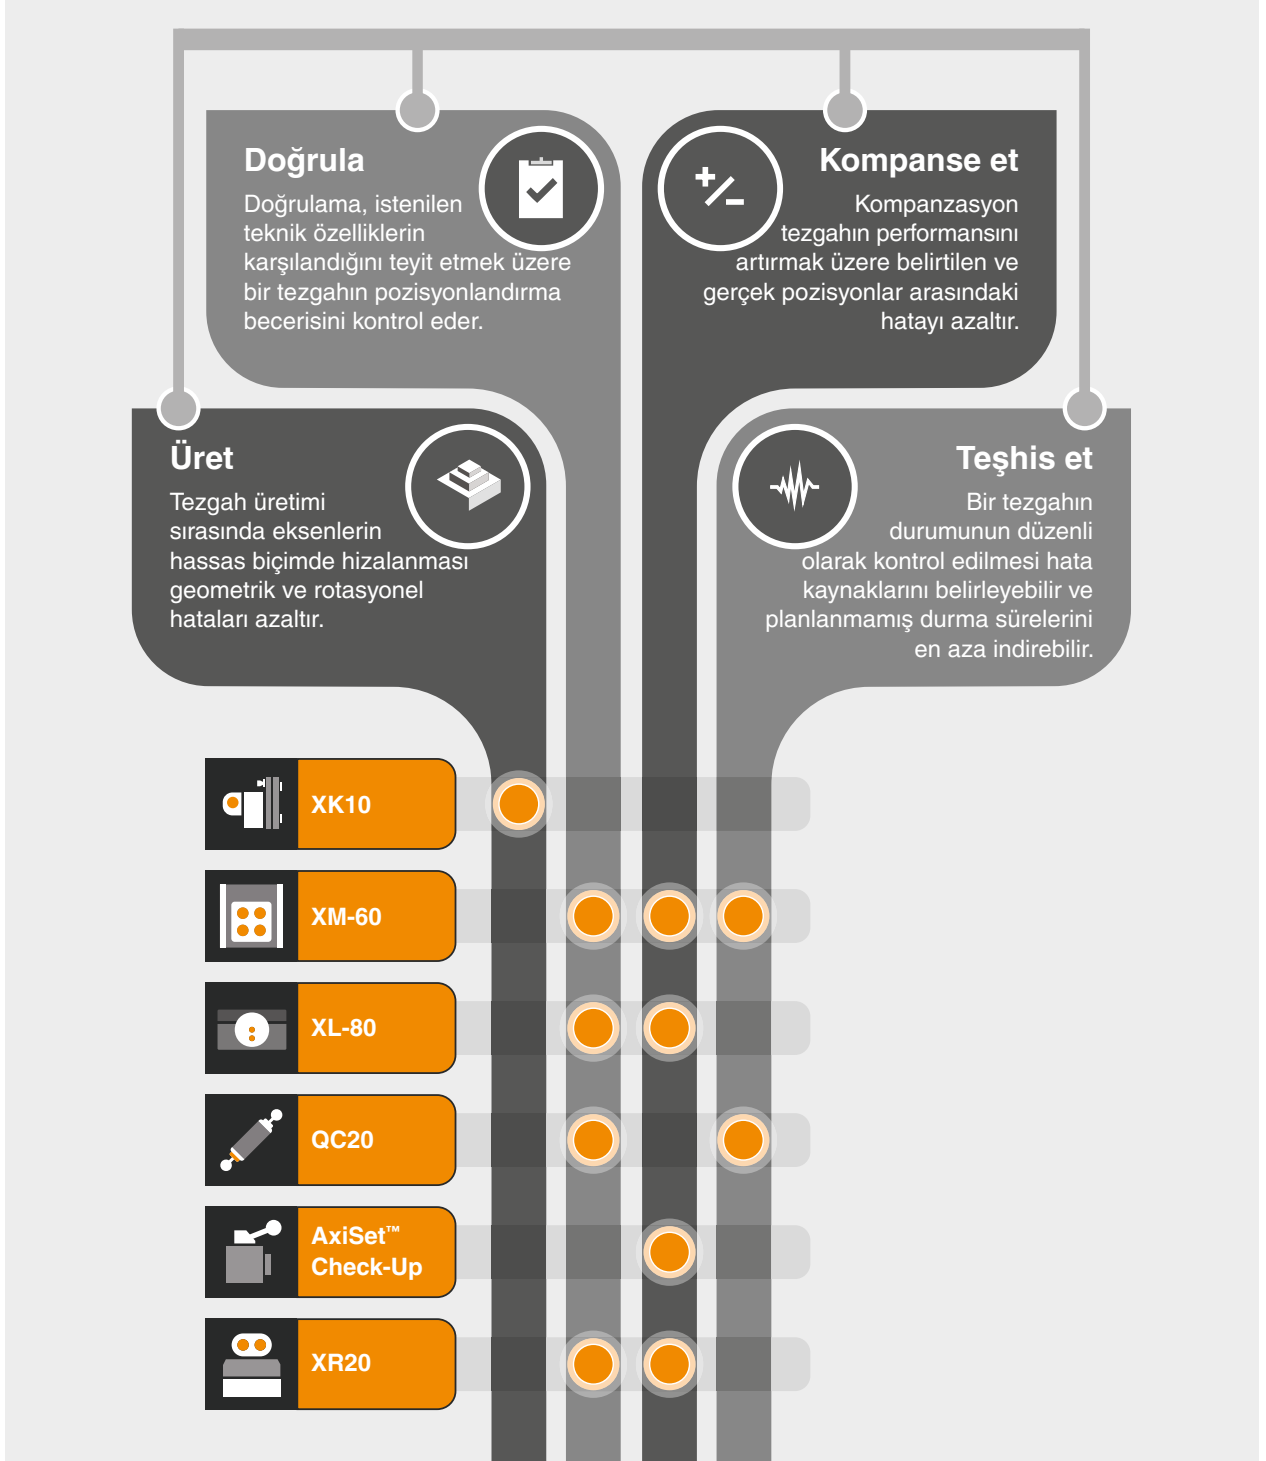 Doğrula
Doğrulama, istenilen
teknik özelliklerin
karşılandığını teyit etmek üzere
bir tezgahın pozisyonlandırma
becerisini kontrol eder.
Kompanse et
Kompanzasyon
tezgahın performansını
artırmak üzere belirtilen ve
gerçek pozisyonlar arasındaki
hatayı azaltır.
Üret
Tezgah üretimi
sırasında eksenlerin
hassas biçimde hizalanması
geometrik ve rotasyonel
hataları azaltır.
Teşhis et
Bir tezgahın
durumunun düzenli
olarak kontrol edilmesi hata
kaynaklarını belirleyebilir ve
planlanmamış durma sürelerini
en aza indirebilir.
XK10
XM-60
XL-80
QC20
AxiSet™
Check-Up
XR20